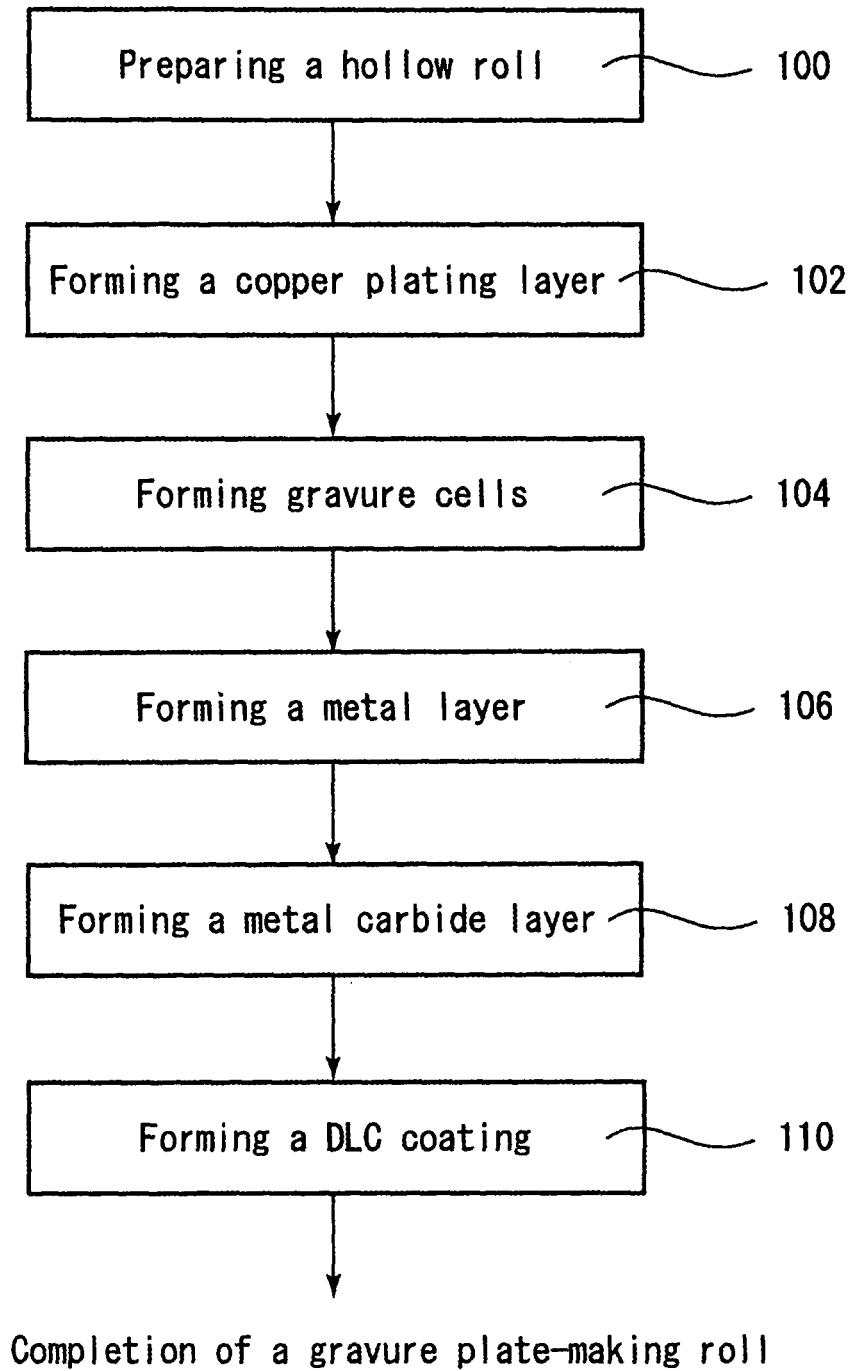 Preparing a hollow roll 100
Forming a copper plating layer 102
Forming gravure cells 104
Forming a metal layer 106
Forming a metal carbide layer 108
Forming a DLC coating 110
Completion of a gravure plate-making roll